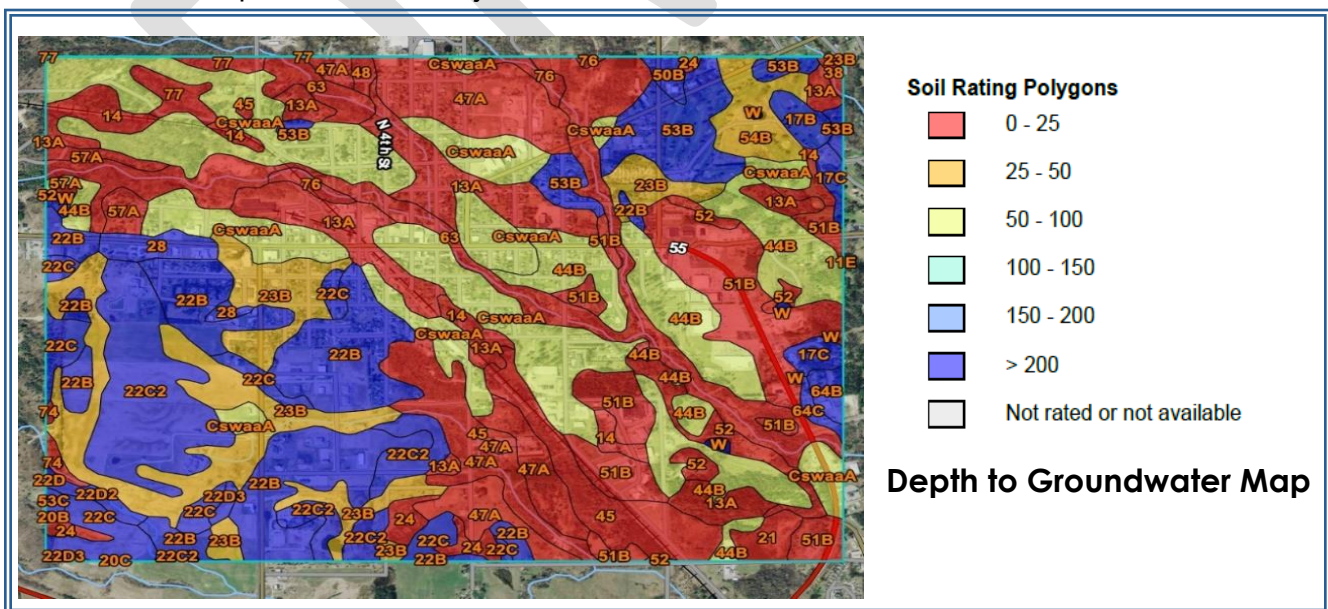 77 77 77 CswaaA 76 24 53B 23B
47A 48 76 50B 38
63 47A 13A
77 45 13A W 17B
14 CswaaA CswaaA 53B 53B
14 53B 54B
13A N 4th St CswaaA 14
57A CswaaA 17C
57A 76 13A 53B 23B
52 W 13A
44B 57A 13A 22B 52
22B CswaaA 63 CswaaA 51B 51B
28 55 44B
22C 44B 11E
22B 22B 23B 22C 51B 51B 52
28 14 CswaaA 44B W
22C CswaaA 22B 13A 44B W
17C
22B 22C2 22C 44B W
64B
74 23B 51B 44B 64C
CswaaA 52 51B
45 14 W
74 22C2 47A
22D 13A 47A 47A 51B 52 CswaaA
53C 22D2 22D3 22B 44B
20B 22C 22C 22C2 23B 24 47A 45 13A
24 22B 22C2 22C 22B 21 51B
22D3 20C 22C2 23B 23B 22B 24 22C 51B 52 44B
Soil Rating Polygons
0 - 25
25 - 50
50 - 100
100 - 150
150 - 200
> 200
Not rated or not available
Depth to Groundwater Map